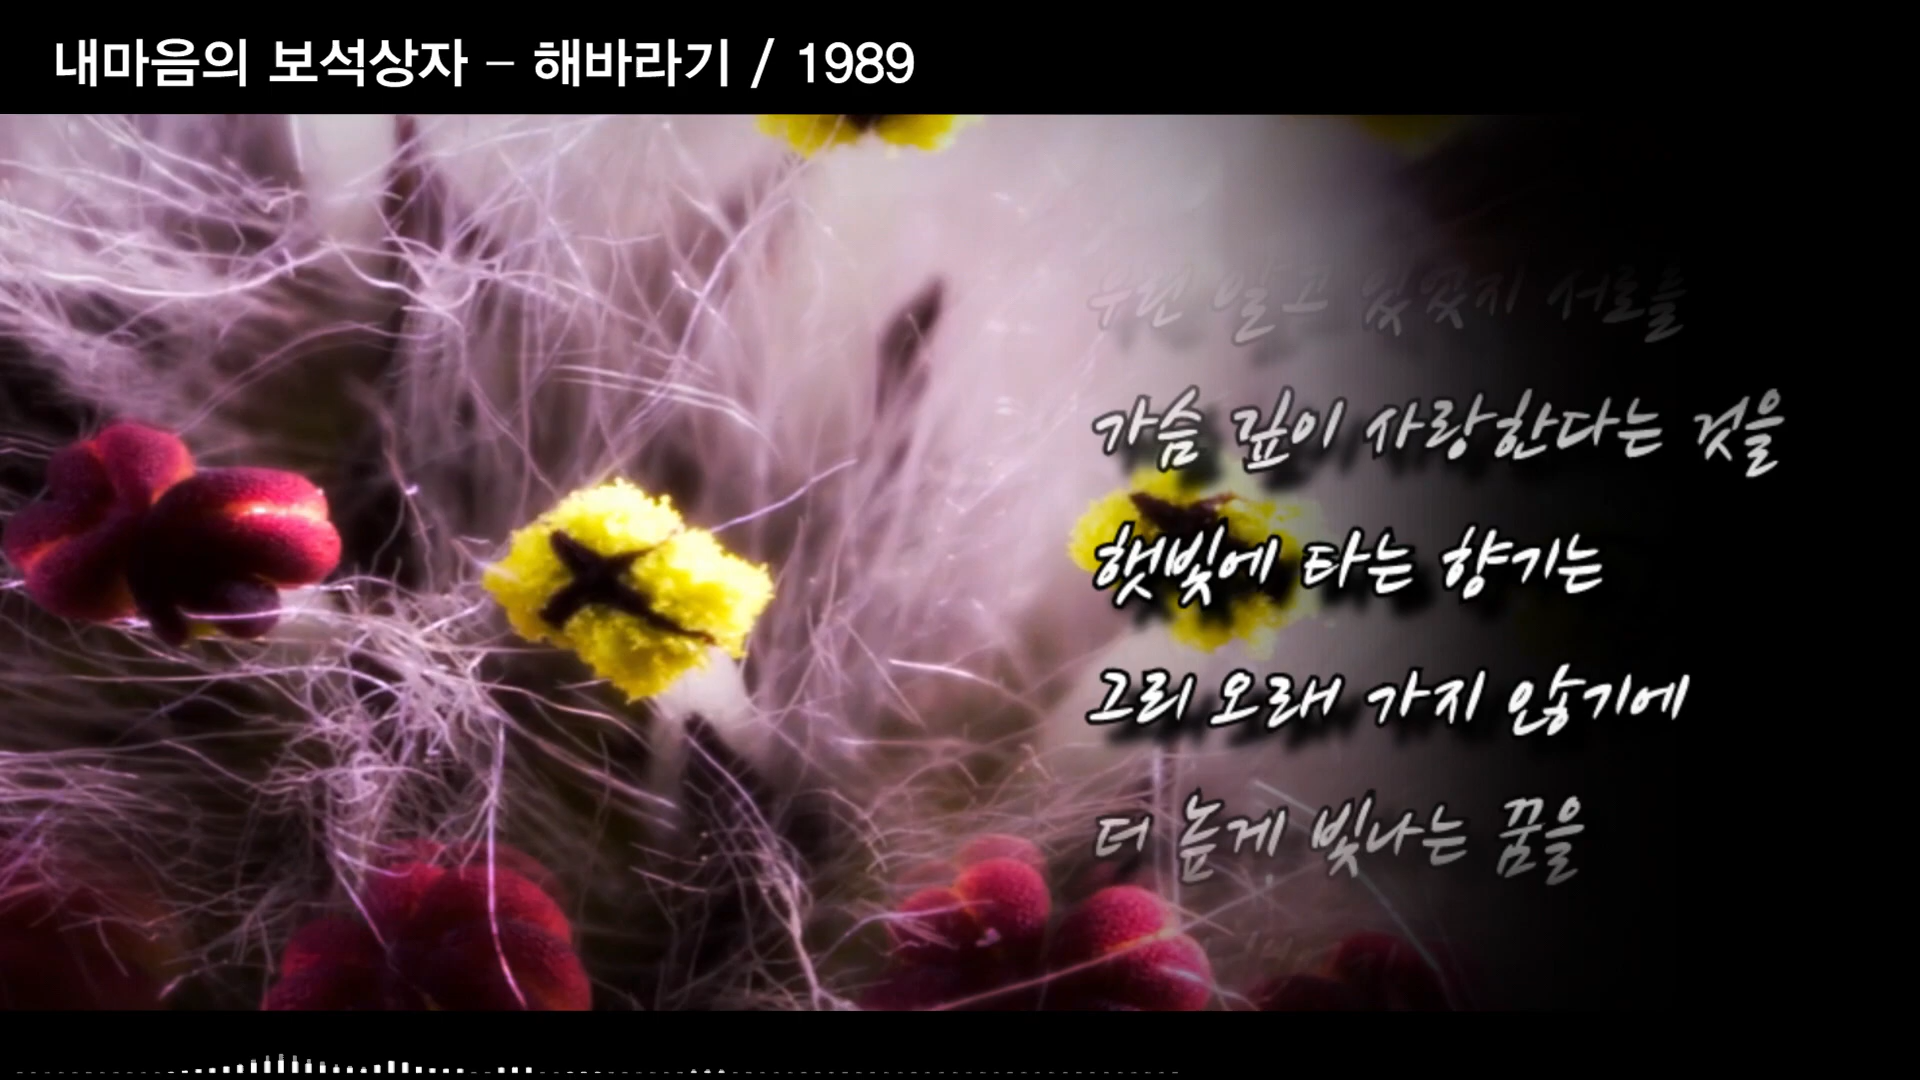 내마음의 보석상자 - 해바라기 / 1989
우린 알고 있었지 서로를
가슴 깊이 사랑한다는 것을
햇빛에 타는 향기는
그리 오래 가지 않기에
더 높게 빛나는 꿈을